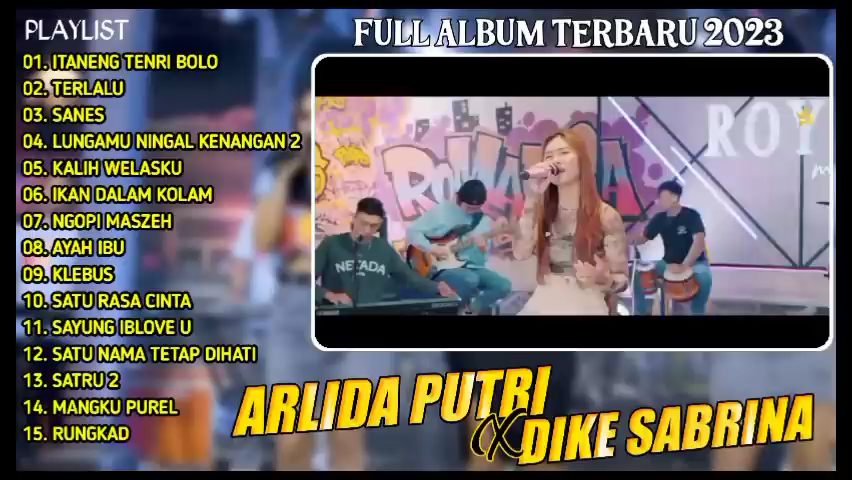 PLAYLIST
01. ITANENG TENRI BOLO
02. TERLALU
03. SANES
04. LUNGAMU NINGAL KENANGAN 2
05. KALIH WELASKU
06. IKAN DALAM KOLAM
07. NGOPI MASZEH
08. AYAH IBU
09. KLEBUS
10. SATU RASA CINTA
11. SAYUNG IBLOVE U
12. SATU NAMA TETAP DIHATI
13. SATRU 2
14. MANGKU PUREL
15. RUNGKAD
FULL ALBUM TERBARU 2023
ROY
NEVADA
ARLIDA PUTRI
X DIKE SABRINA